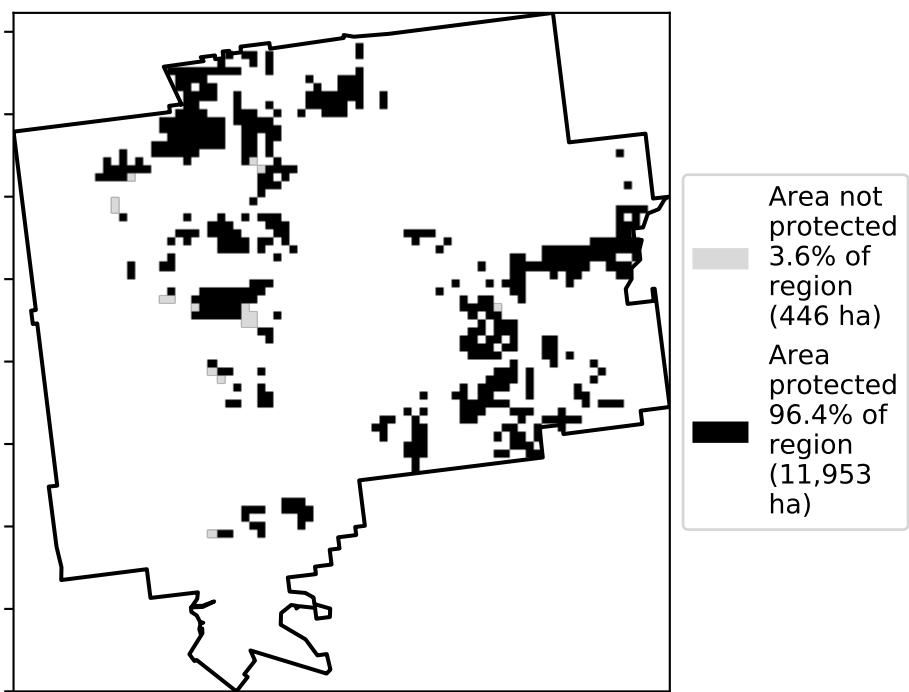 Area not
protected
3.6% of
region
(446 ha)
Area
protected
96.4% of
region
(11,953
ha)